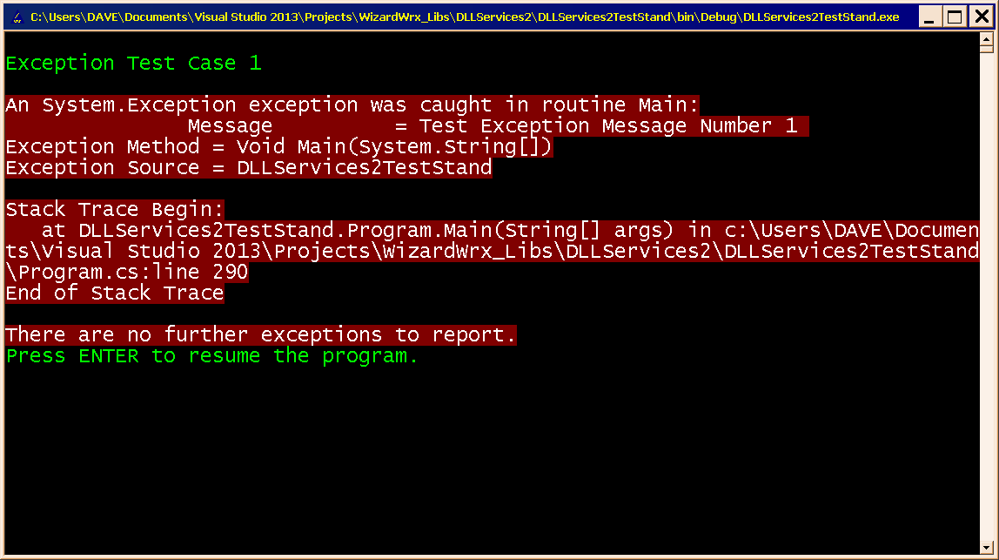 C:\Users\DAVE\Documents\Visual Studio 2013\Projects\WizardWrx_Libs\DLLServices2\DLLServices2TestStand\bin\Debug\DLLServices2TestStand.exe
Exception Test Case 1
An System.Exception exception was caught in routine Main:
Message          = Test Exception Message Number 1
Exception Method = Void Main(System.String[])
Exception Source = DLLServices2TestStand
Stack Trace Begin:
at DLLServices2TestStand.Program.Main(String[] args) in c:\Users\DAVE\Documen
ts\Visual Studio 2013\Projects\WizardWrx_Libs\DLLServices2\DLLServices2TestStand
\Program.cs:line 290
End of Stack Trace
There are no further exceptions to report.
Press ENTER to resume the program.